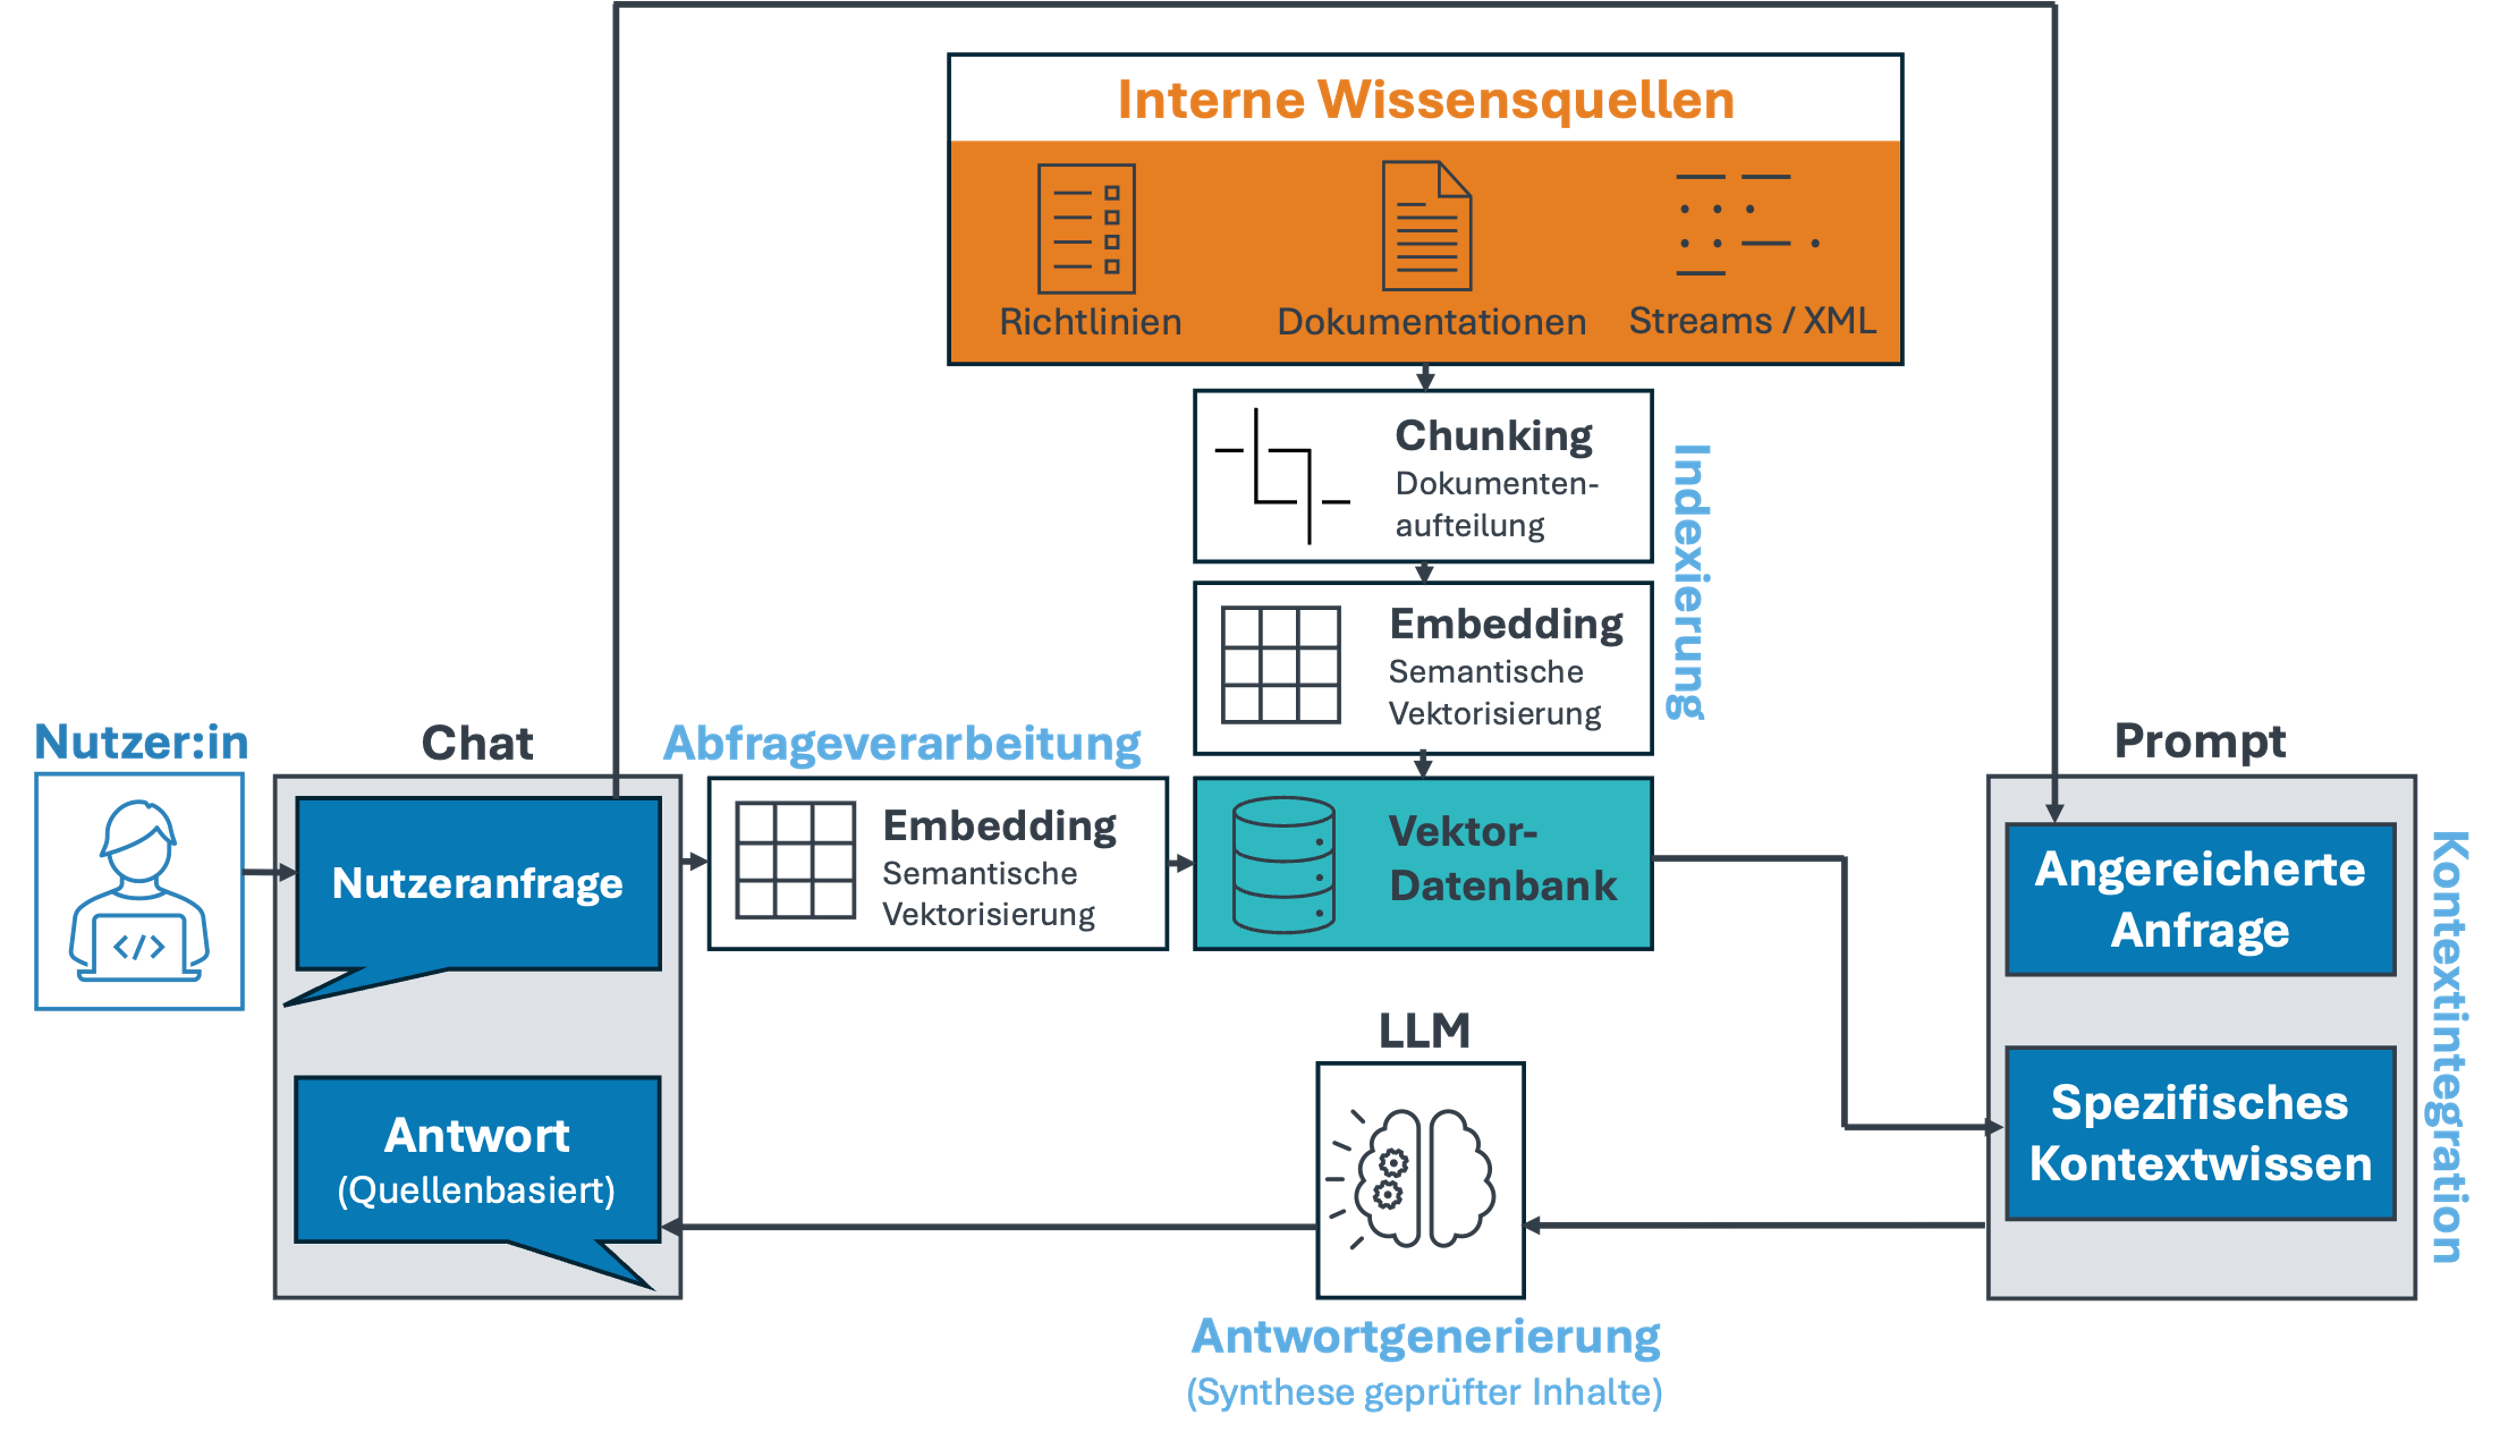 Interne Wissensquellen
Richtlinien
Dokumentationen
Streams / XML
Chunking
Dokumenten-
aufteilung
Indexierung
Embedding
Semantische
Vektorisierung
Nutzer:in
Chat
Nutzeranfrage
Abfrageverarbeitung
Embedding
Semantische
Vektorisierung
Vektor-
Datenbank
Prompt
Angereicherte
Anfrage
Spezifisches
Kontextwissen
Kontextintegration
LLM
Antwortgenerierung
(Synthese geprüfter Inhalte)
Antwort
(Quellenbasiert)